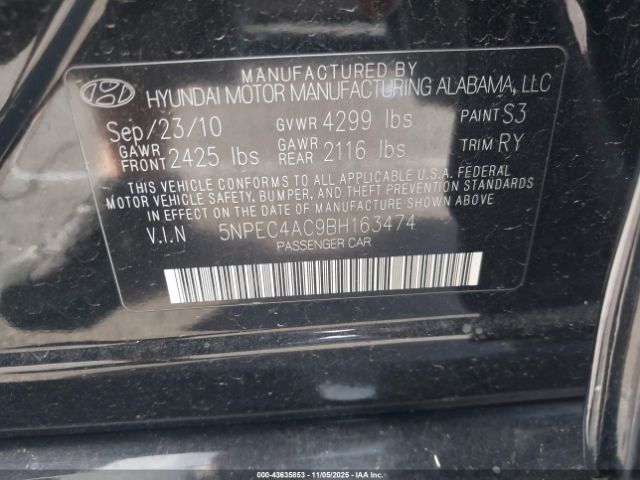 MANUFACTURED BY
HYUNDAI MOTOR MANUFACTURING ALABAMA, LLC
Sep/23/10 GVWR 4299 lbs PAINT S3
GAWR FRONT 2425 lbs GAWR REAR 2116 lbs TRIM RY
THIS VEHICLE CONFORMS TO ALL APPLICABLE U.S.A. FEDERAL
MOTOR VEHICLE SAFETY, BUMPER, AND THEFT PREVENTION STANDARDS
IN EFFECT ON THE DATE OF MANUFACTURE SHOWN ABOVE
V.I.N 5NPEC4AC9BH163474
PASSENGER CAR
00-43635853 11/05/2025 IAA